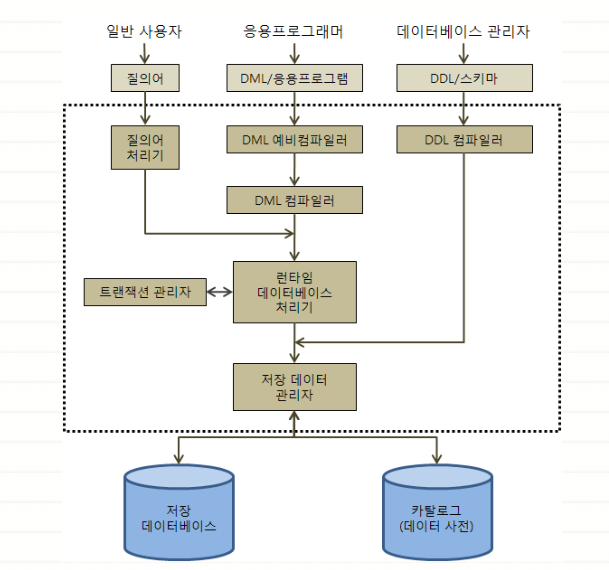 일반 사용자
응용프로그래머
데이터베이스 관리자
질의어
DML/응용프로그램
DDL/스키마
질의어
처리기
DML 예비컴파일러
DDL 컴파일러
DML 컴파일러
트랜잭션 관리자
런타임
데이터베이스
처리기
저장 데이터
관리자
저장
데이터베이스
카탈로그
(데이터 사전)